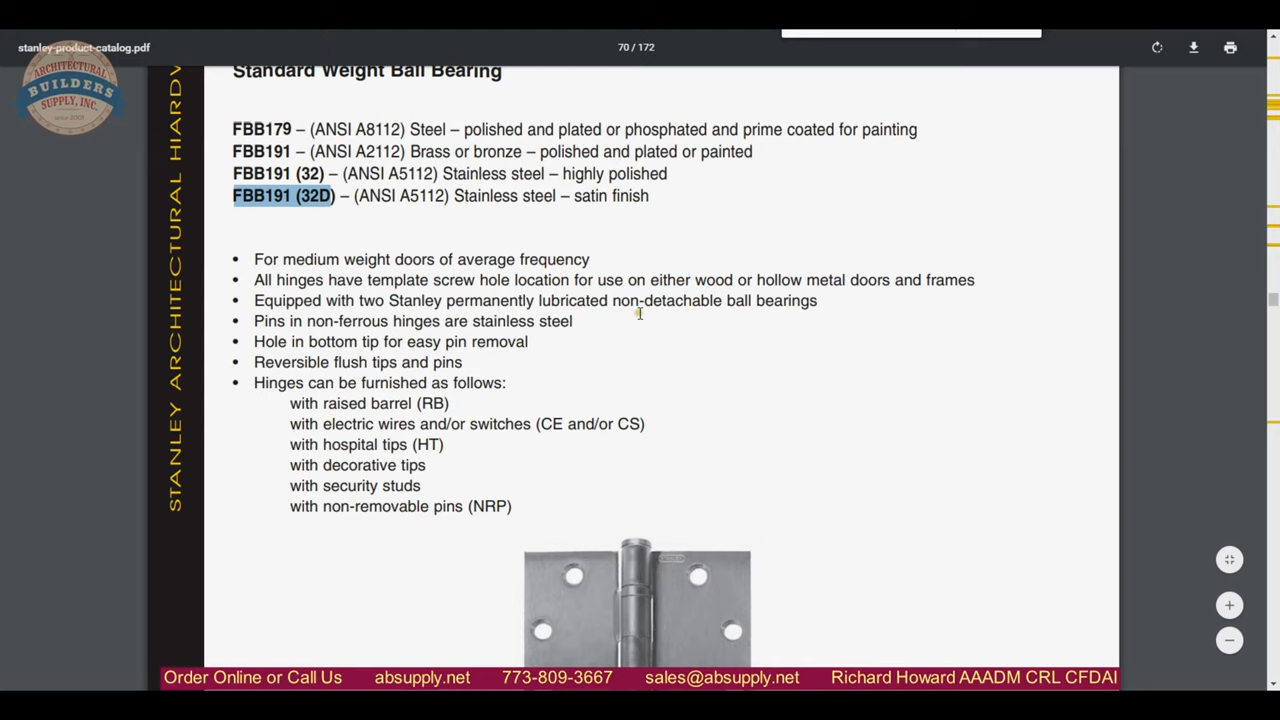 stanley-product-catalog.pdf
70 / 172
ARCHITECTURAL
BUILDERS
SUPPLY, INC.
since 2003
STANLEY ARCHITECTURAL HARDW
Standard Weight Ball Bearing
FBB179 – (ANSI A8112) Steel – polished and plated or phosphated and prime coated for painting
FBB191 – (ANSI A2112) Brass or bronze – polished and plated or painted
FBB191 (32) – (ANSI A5112) Stainless steel – highly polished
FBB191 (32D) – (ANSI A5112) Stainless steel – satin finish
• For medium weight doors of average frequency
• All hinges have template screw hole location for use on either wood or hollow metal doors and frames
• Equipped with two Stanley permanently lubricated non-detachable ball bearings
• Pins in non-ferrous hinges are stainless steel
• Hole in bottom tip for easy pin removal
• Reversible flush tips and pins
• Hinges can be furnished as follows:
with raised barrel (RB)
with electric wires and/or switches (CE and/or CS)
with hospital tips (HT)
with decorative tips
with security studs
with non-removable pins (NRP)
Order Online or Call Us absupply.net 773-809-3667 sales@absupply.net Richard Howard AAADM CRL CFDAI